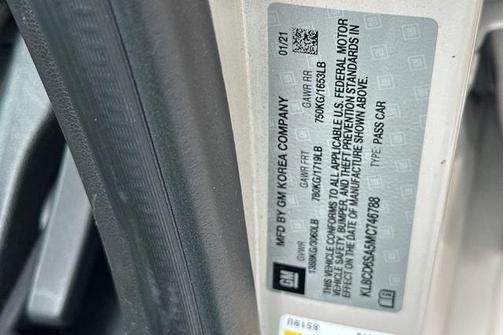 MFD BY GM KOREA COMPANY 01/21
GVWR GAWR FRT GAWR RR
1388KG/3060LB 780KG/1719LB 750KG/1653LB
THIS VEHICLE CONFORMS TO ALL APPLICABLE U.S. FEDERAL MOTOR
VEHICLE SAFETY, BUMPER, AND THEFT PREVENTION STANDARDS IN
EFFECT ON THE DATE OF MANUFACTURE SHOWN ABOVE.
KL8CD6SA5MC746788 TYPE: PASS CAR
GM